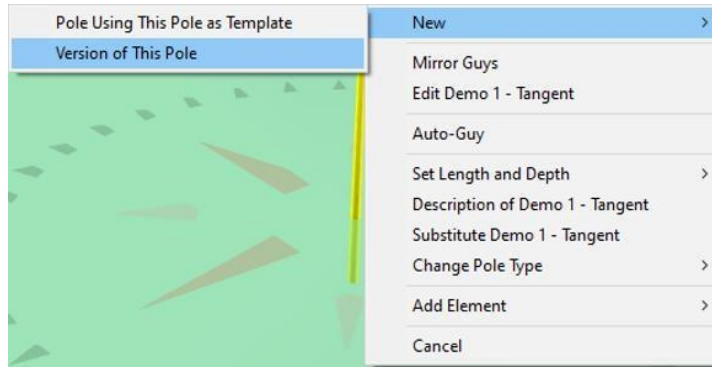 Pole Using This Pole as Template
Version of This Pole
New
Mirror Guys
Edit Demo 1 - Tangent
Auto-Guy
Set Length and Depth
Description of Demo 1 - Tangent
Substitute Demo 1 - Tangent
Change Pole Type
Add Element
Cancel